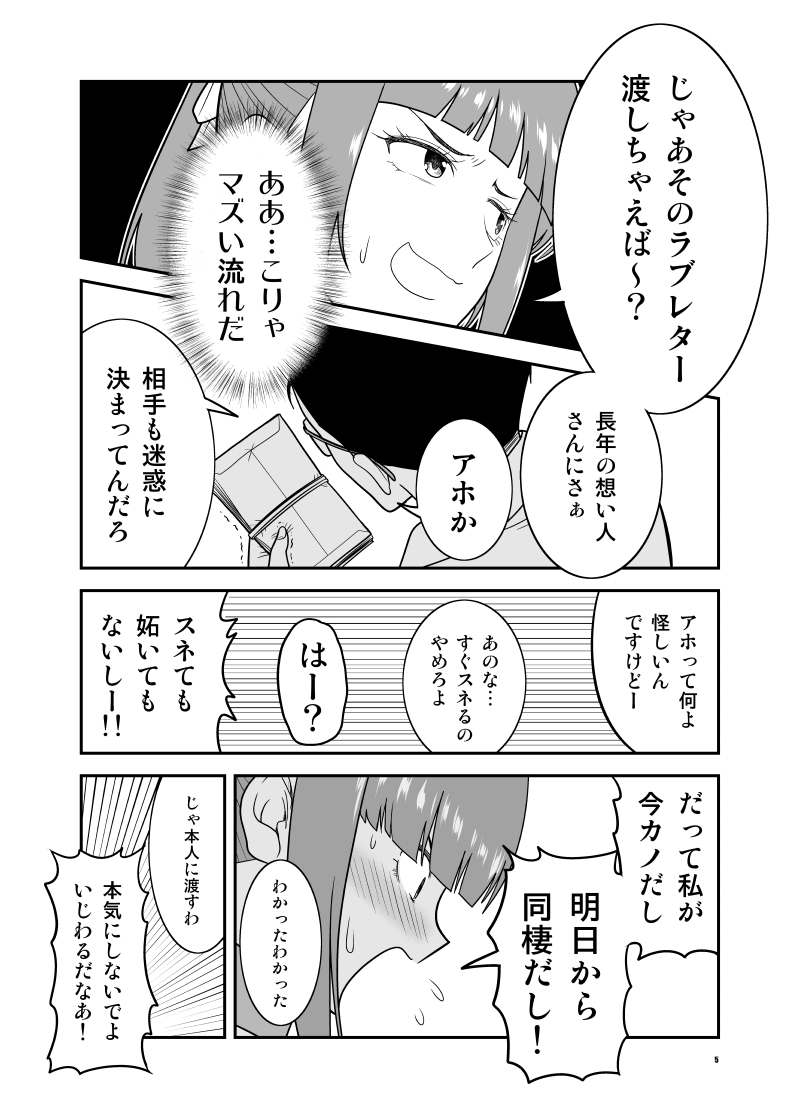 じゃあそのラブレター
渡しちゃえば～？
ああ…こりゃ
マズい流れだ
長年の想い人
さんにさぁ
アホか
相手も迷惑に
決まってんだろ
アホって何よ
怪しいん
ですけどー
あのな…
すぐスネるの
やめろよ
はー？
スネても
妬いても
ないしー！！
だって私が
今カノだし
明日から
同棲だし！
わかったわかった
じゃ本人に渡すわ
本気にしないでよ
いじわるだなあ！
5